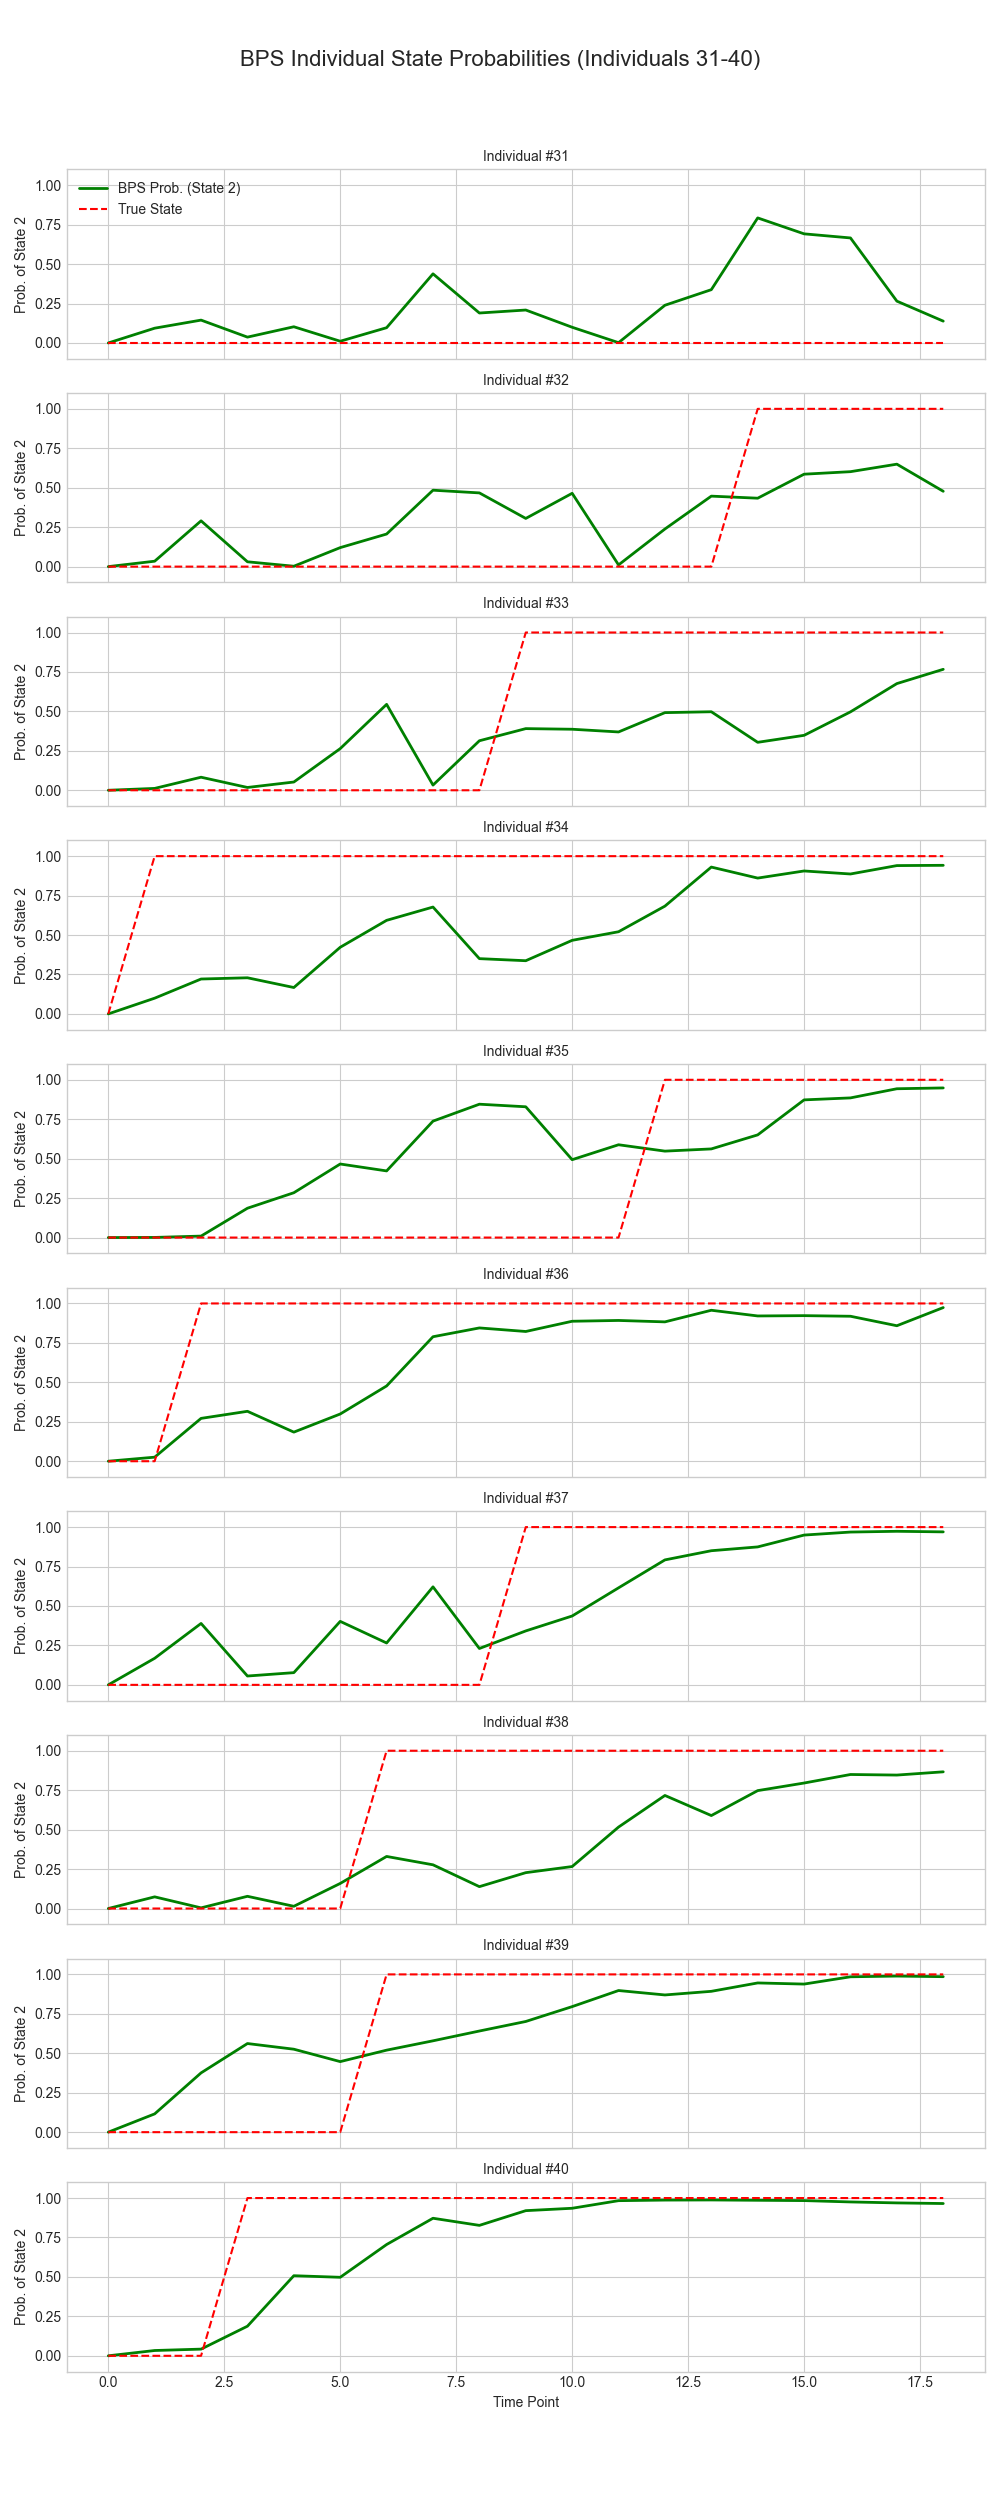 BPS Individual State Probabilities (Individuals 31-40)
Individual #31
BPS Prob. (State 2)
True State
1.00
0.75
0.50
0.25
0.00
Prob. of State 2
Individual #32
1.00
0.75
0.50
0.25
0.00
Prob. of State 2
Individual #33
1.00
0.75
0.50
0.25
0.00
Prob. of State 2
Individual #34
1.00
0.75
0.50
0.25
0.00
Prob. of State 2
Individual #35
1.00
0.75
0.50
0.25
0.00
Prob. of State 2
Individual #36
1.00
0.75
0.50
0.25
0.00
Prob. of State 2
Individual #37
1.00
0.75
0.50
0.25
0.00
Prob. of State 2
Individual #38
1.00
0.75
0.50
0.25
0.00
Prob. of State 2
Individual #39
1.00
0.75
0.50
0.25
0.00
Prob. of State 2
Individual #40
1.00
0.75
0.50
0.25
0.00
Prob. of State 2
0.0 2.5 5.0 7.5 10.0 12.5 15.0 17.5
Time Point